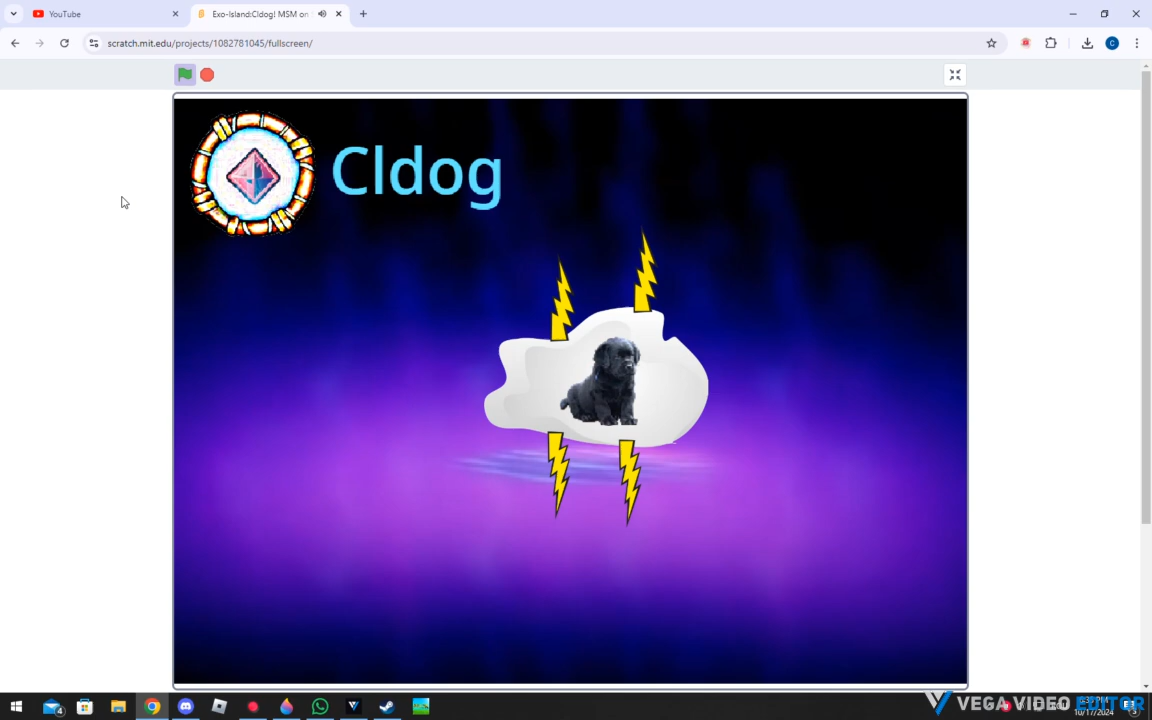 YouTube
Exo-Island:Cldog! MSM on
scratch.mit.edu/projects/1082781045/fullscreen/
C
Cldog
4
10/17/2024
VEGA VIDEO EDITOR